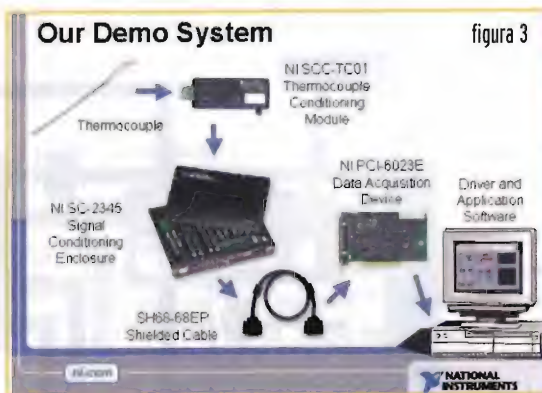 Our Demo System
figura 3
Thermocouple
NI SCC-TC01
Thermocouple
Conditioning
Module
NI SC-2345
Signal
Conditioning
Enclosure
SH68-68EP
Shielded Cable
NI PCI-6023E
Data Acquisition
Device
Driver and
Application
Software
ni.com
NATIONAL
INSTRUMENTS